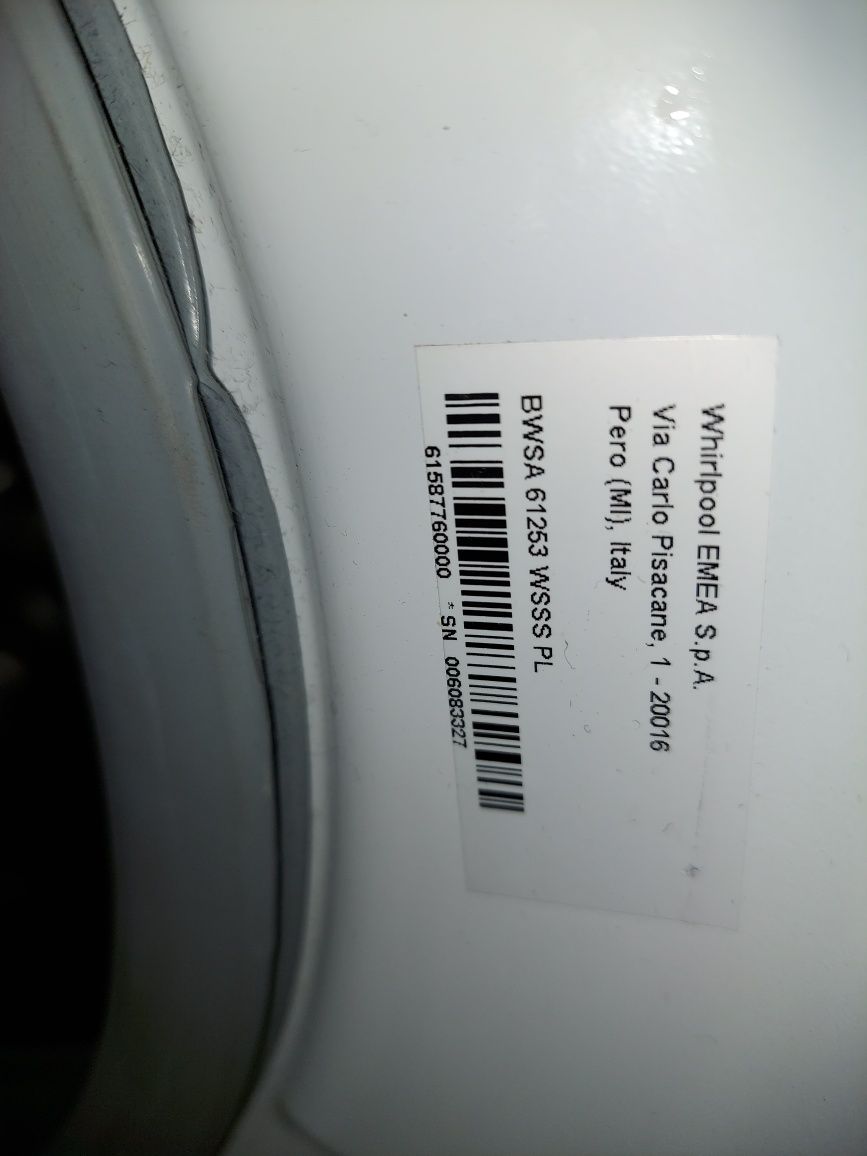 Whirlpool EMEA S.p.A.
Via Carlo Pisacane, 1 - 20016
Pero (MI), Italy
BWSA 61253 WSSS PL
61587760000 * SN 006083327